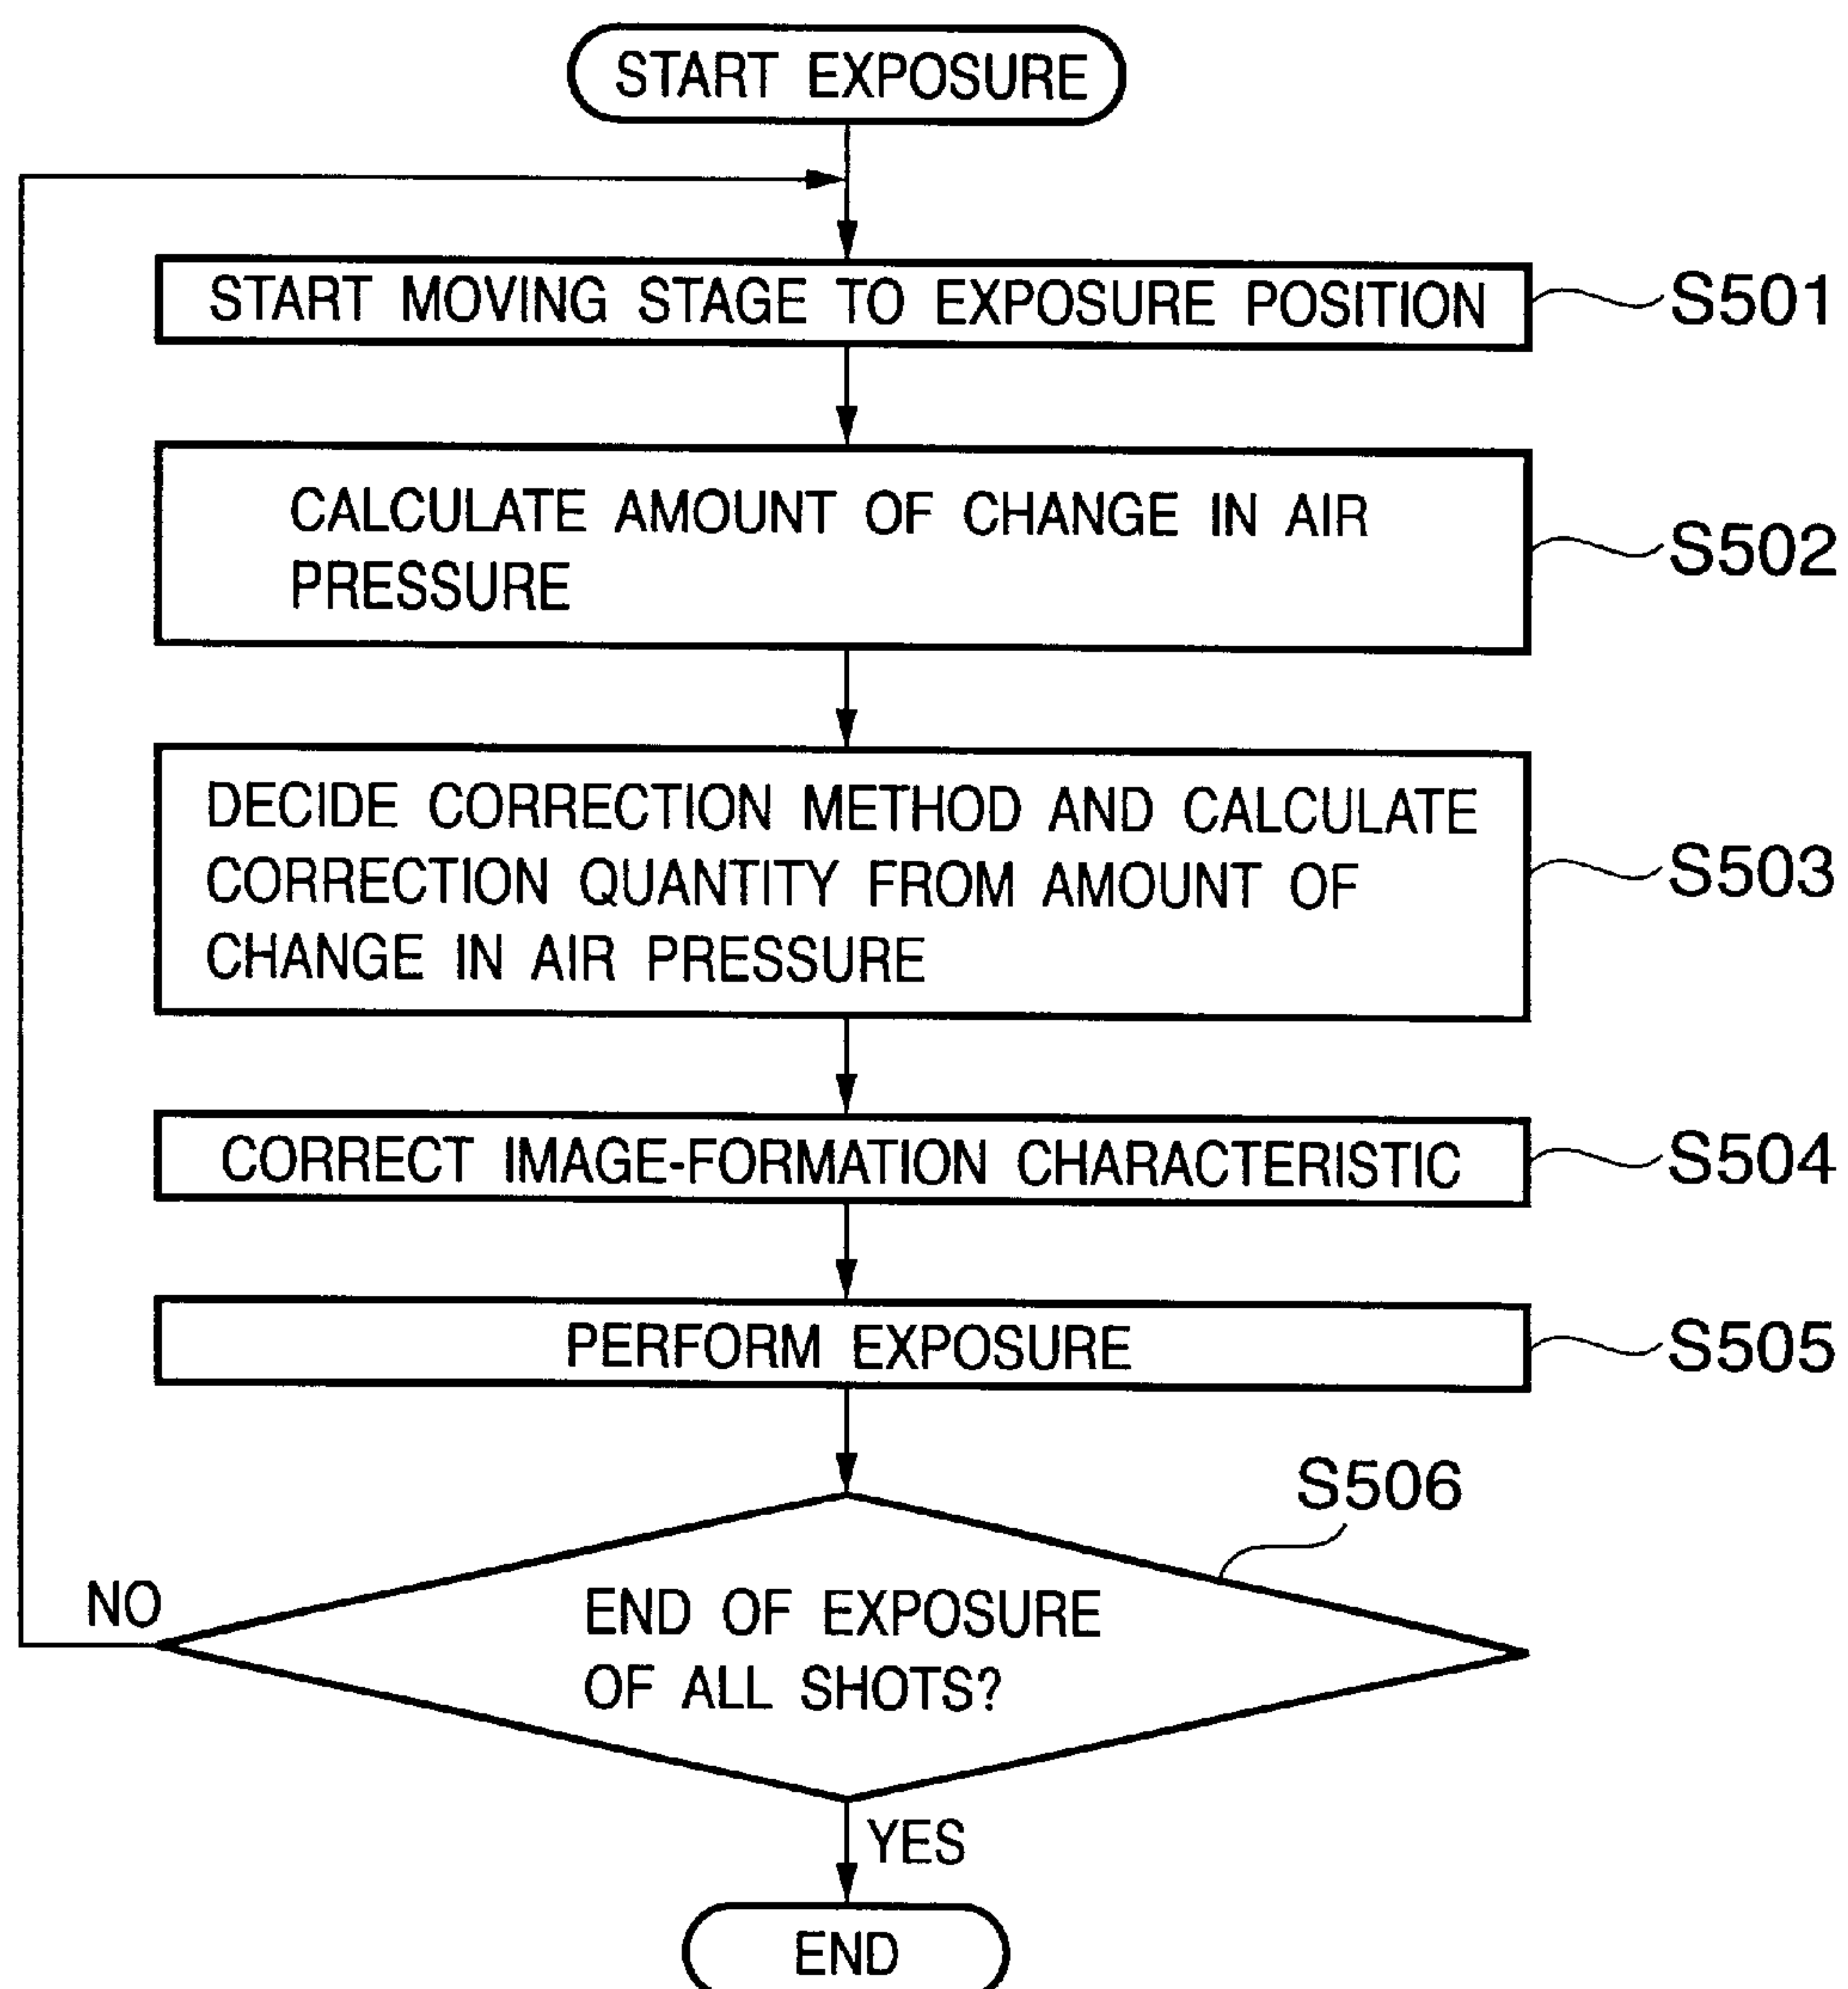 START EXPOSURE
START MOVING STAGE TO EXPOSURE POSITION
S501
CALCULATE AMOUNT OF CHANGE IN AIR
PRESSURE
S502
DECIDE CORRECTION METHOD AND CALCULATE
CORRECTION QUANTITY FROM AMOUNT OF
CHANGE IN AIR PRESSURE
S503
CORRECT IMAGE-FORMATION CHARACTERISTIC
S504
PERFORM EXPOSURE
S505
S506
NO
END OF EXPOSURE
OF ALL SHOTS?
YES
END